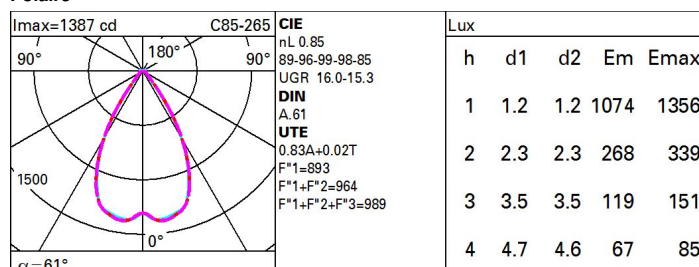 Imax=1387 cd C85-265
90° 180° 90°
1500
0°
α=61°
CIE
nL 0.85
89-96-99-98-85
UGR 16.0-15.3
DIN
A.61
UTE
0.83A+0.02T
F"1=893
F"1+F"2=964
F"1+F"2+F"3=989
Lux
h d1 d2 Em Emax
1 1.2 1.2 1074 1356
2 2.3 2.3 268 339
3 3.5 3.5 119 151
4 4.7 4.6 67 85